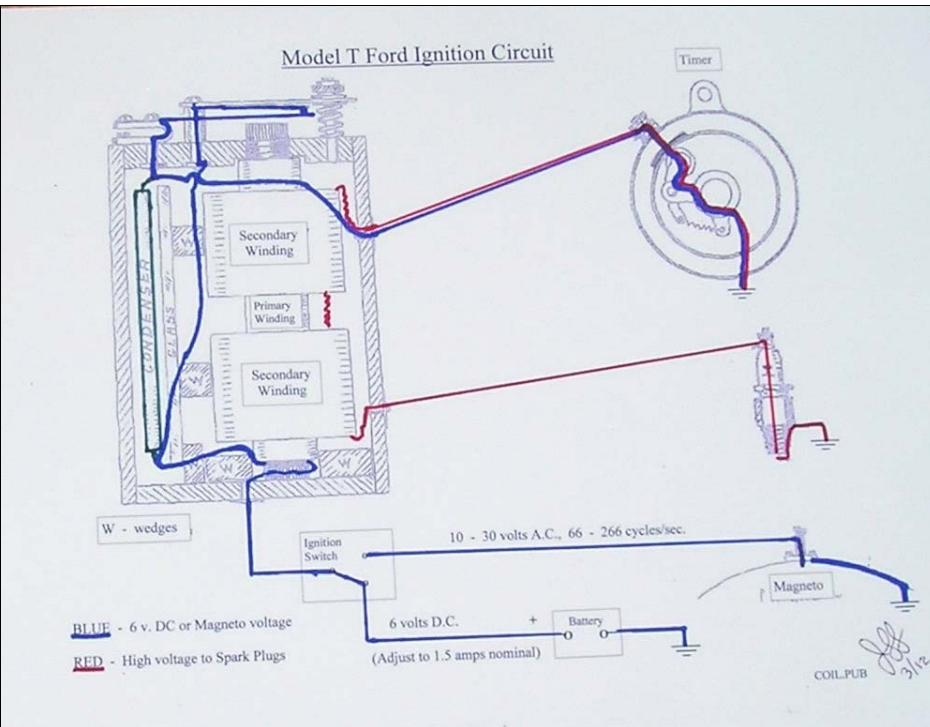 Model T Ford Ignition Circuit
Timer
Secondary
Winding
CONDENSER
GLASS
W
Primary
Winding
Secondary
Winding
W
W
W
W
W - wedges
Ignition
Switch
10 - 30 volts A.C., 66 - 266 cycles/sec.
Magneto
BLUE - 6 v. DC or Magneto voltage
6 volts D.C.
+
Battery
RED - High voltage to Spark Plugs
(Adjust to 1.5 amps nominal)
COIL.PUB
3/12